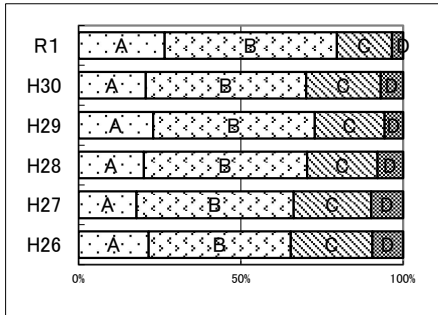 R1 A B C D
H30 A B C D
H29 A B C D
H28 A B C D
H27 A B C D
H26 A B C D
0% 50% 100%